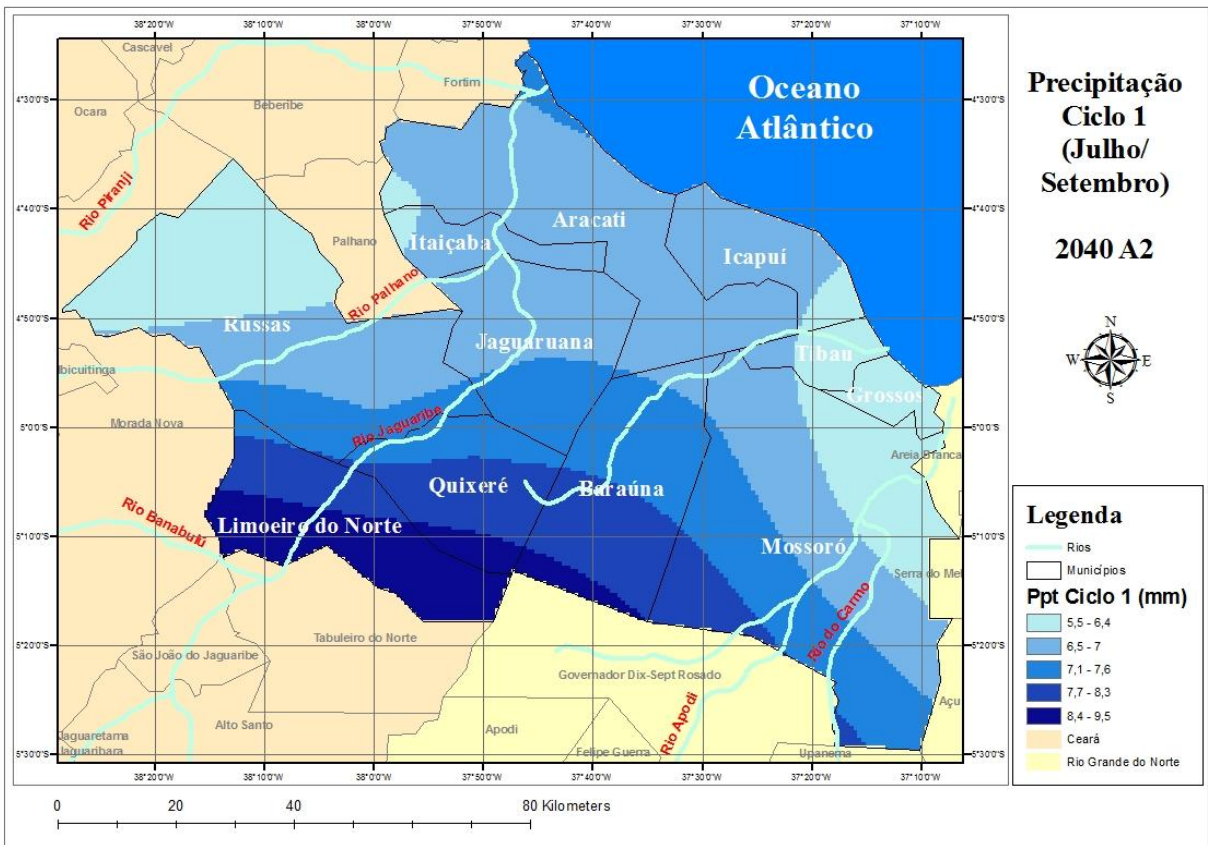 38°20'0"W 38°10'0"W 38°0'0"W 37°50'0"W 37°40'0"W 37°30'0"W 37°20'0"W 37°10'0"W
Cascavel
Fortim
Oceano
Atlântico
4°30'0"S 4°30'0"S
Ocara
Beberibe
Rio Piranji
4°40'0"S 4°40'0"S
Palhano
Itaiçaba
Aracati
Icapuí
Rio Palhano
4°50'0"S 4°50'0"S
Russas
Jaguaruana
Tibau
Ibicuitinga
Grossos
Morada Nova
Rio Jaguaribe
5°0'0"S 5°0'0"S
Areia Branca
Quixeré
Baraúna
Rio Banabuiú
Limoeiro do Norte
5°10'0"S 5°10'0"S
Mossoró
Serra do Mel
Rio do Carmo
Tabuleiro do Norte
5°20'0"S 5°20'0"S
São João do Jaguaribe
Governador Dix-Sept Rosado
Açu
Alto Santo
Apodi
Rio Apodi
Jaguaretama
Jaguaribara
Felipe Guerra
Upanema
5°30'0"S 5°30'0"S
38°20'0"W 38°10'0"W 38°0'0"W 37°50'0"W 37°40'0"W 37°30'0"W 37°20'0"W 37°10'0"W
0 20 40 80 Kilometers
Precipitação
Ciclo 1
(Julho/
Setembro)
2040 A2
N
W E
S
Legenda
Rios
Municípios
Ppt Ciclo 1 (mm)
5,5 - 6,4
6,5 - 7
7,1 - 7,6
7,7 - 8,3
8,4 - 9,5
Ceará
Rio Grande do Norte